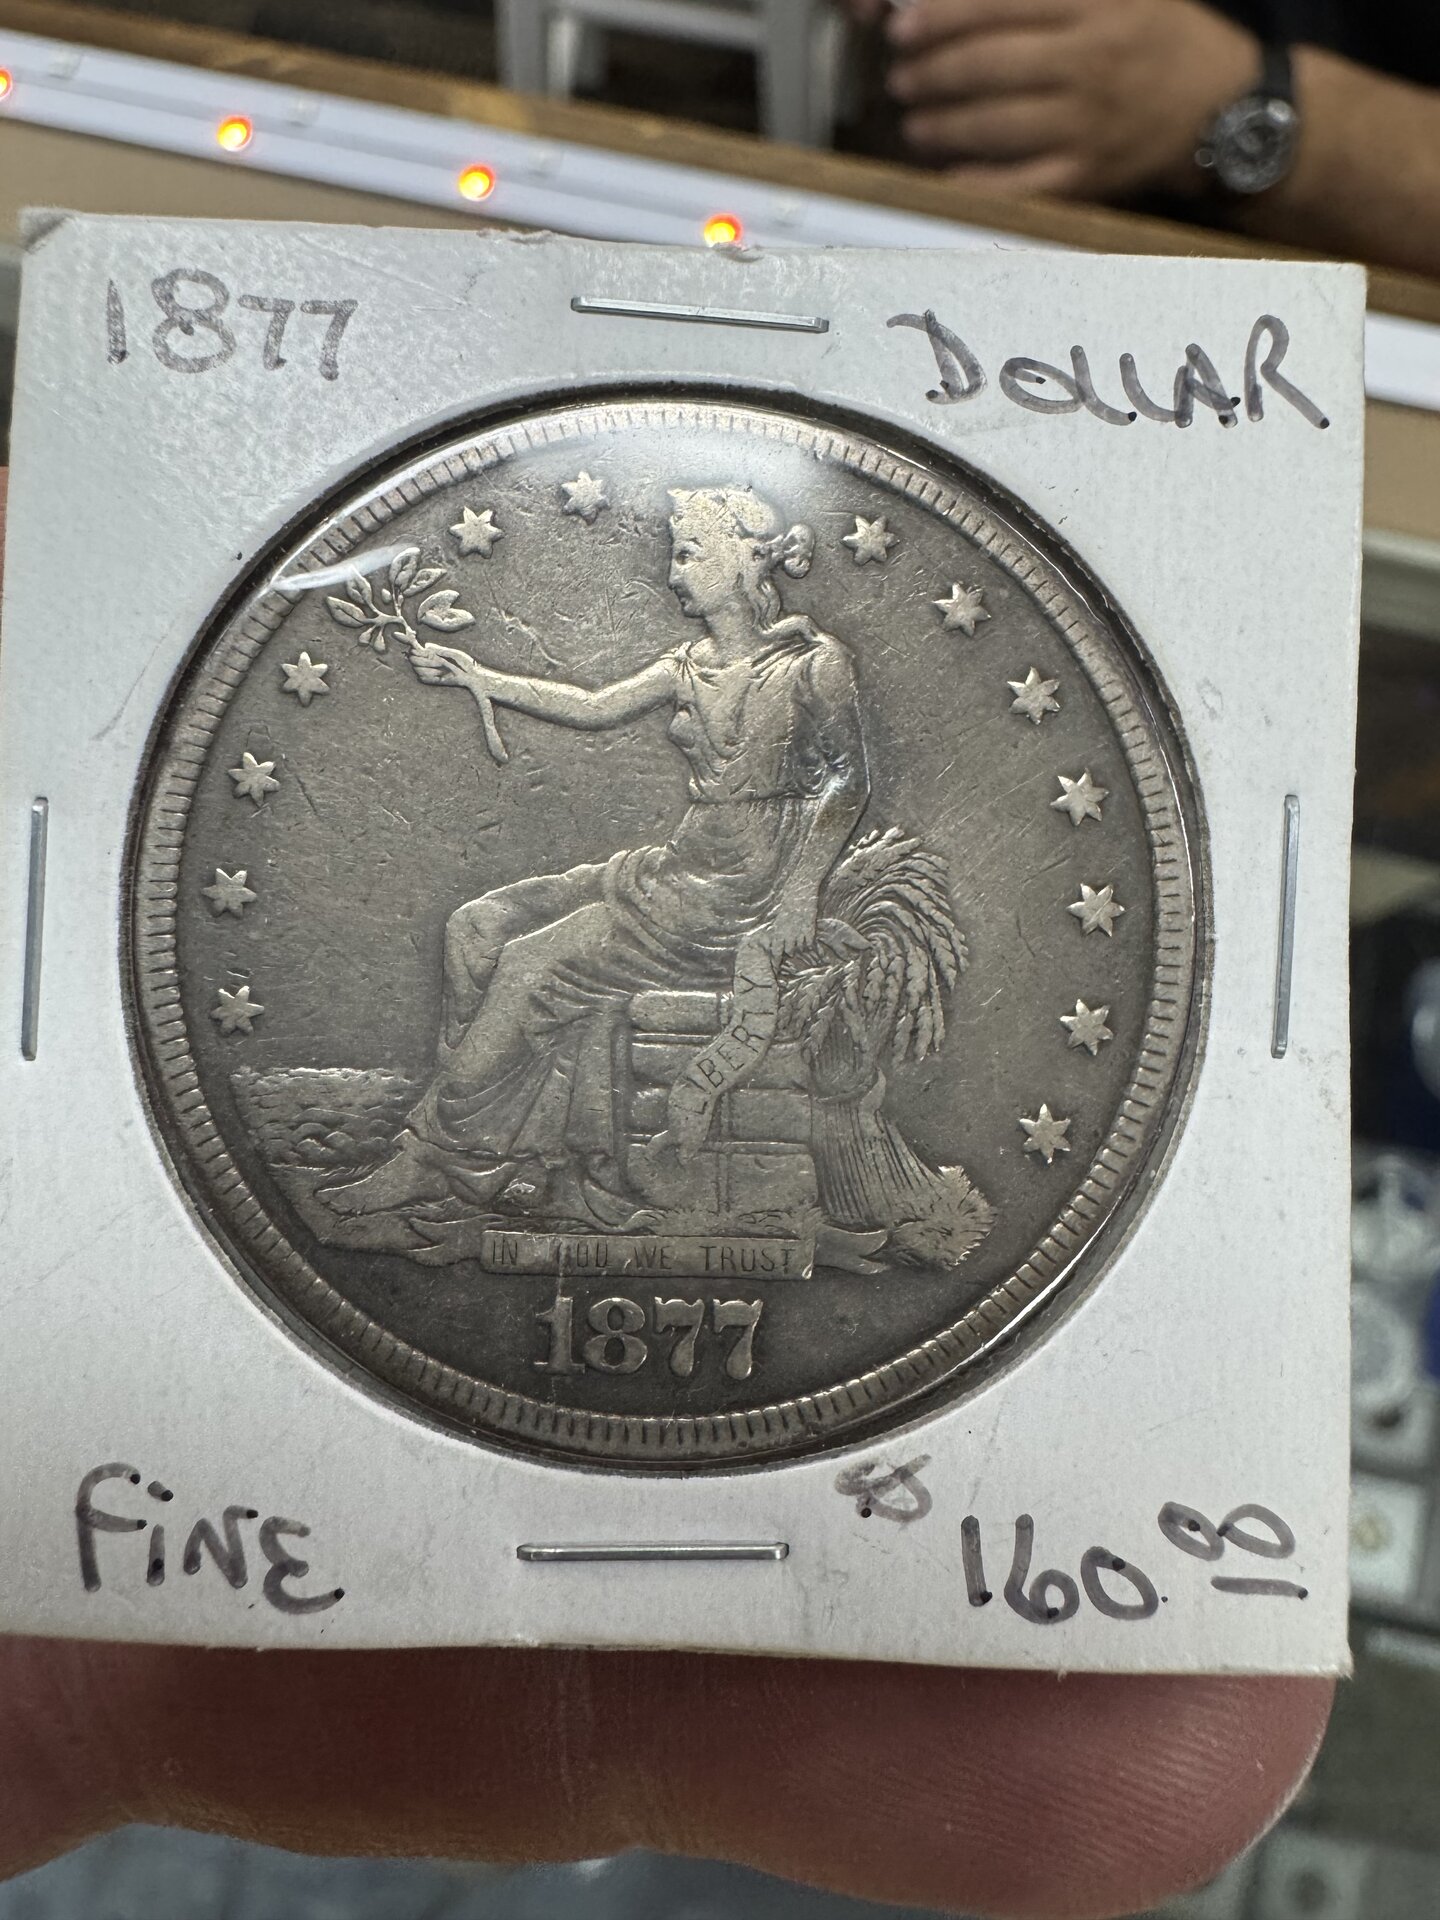 1877 DOLLAR
LIBERTY
IN GOD WE TRUST
1877
FINE $160.00